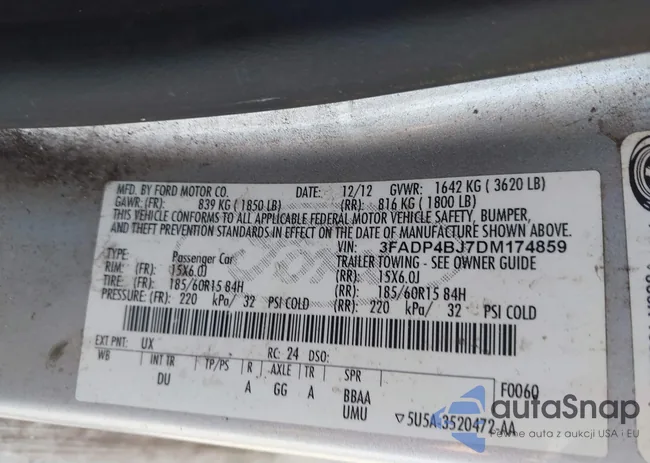 MFD. BY FORD MOTOR CO. DATE: 12/12 GVWR: 1642 KG ( 3620 LB)
GAWR: (FR): 839 KG ( 1850 LB) (RR): 816 KG ( 1800 LB)
THIS VEHICLE CONFORMS TO ALL APPLICABLE FEDERAL MOTOR VEHICLE SAFETY, BUMPER,
AND THEFT PREVENTION STANDARDS IN EFFECT ON THE DATE OF MANUFACTURE SHOWN ABOVE.
VIN: 3FADP4BJ7DM174859
TYPE: Passenger Car TRAILER TOWING - SEE OWNER GUIDE
RIM: (FR): 15X6.0J (RR): 15X6.0J
TIRE: (FR): 185/60R15 84H (RR): 185/60R15 84H
PRESSURE: (FR): 220 kPa/ 32 PSI COLD (RR): 220 kPa/ 32 PSI COLD
EXT PNT: UX RC: 24 DSO:
WB INT TR TP/PS R AXLE TR SPR F0060
DU A GG A BBAA
UMU ▽5U5A-3520472-AA
autoSnap
Pewne auta z aukcji USA i EU